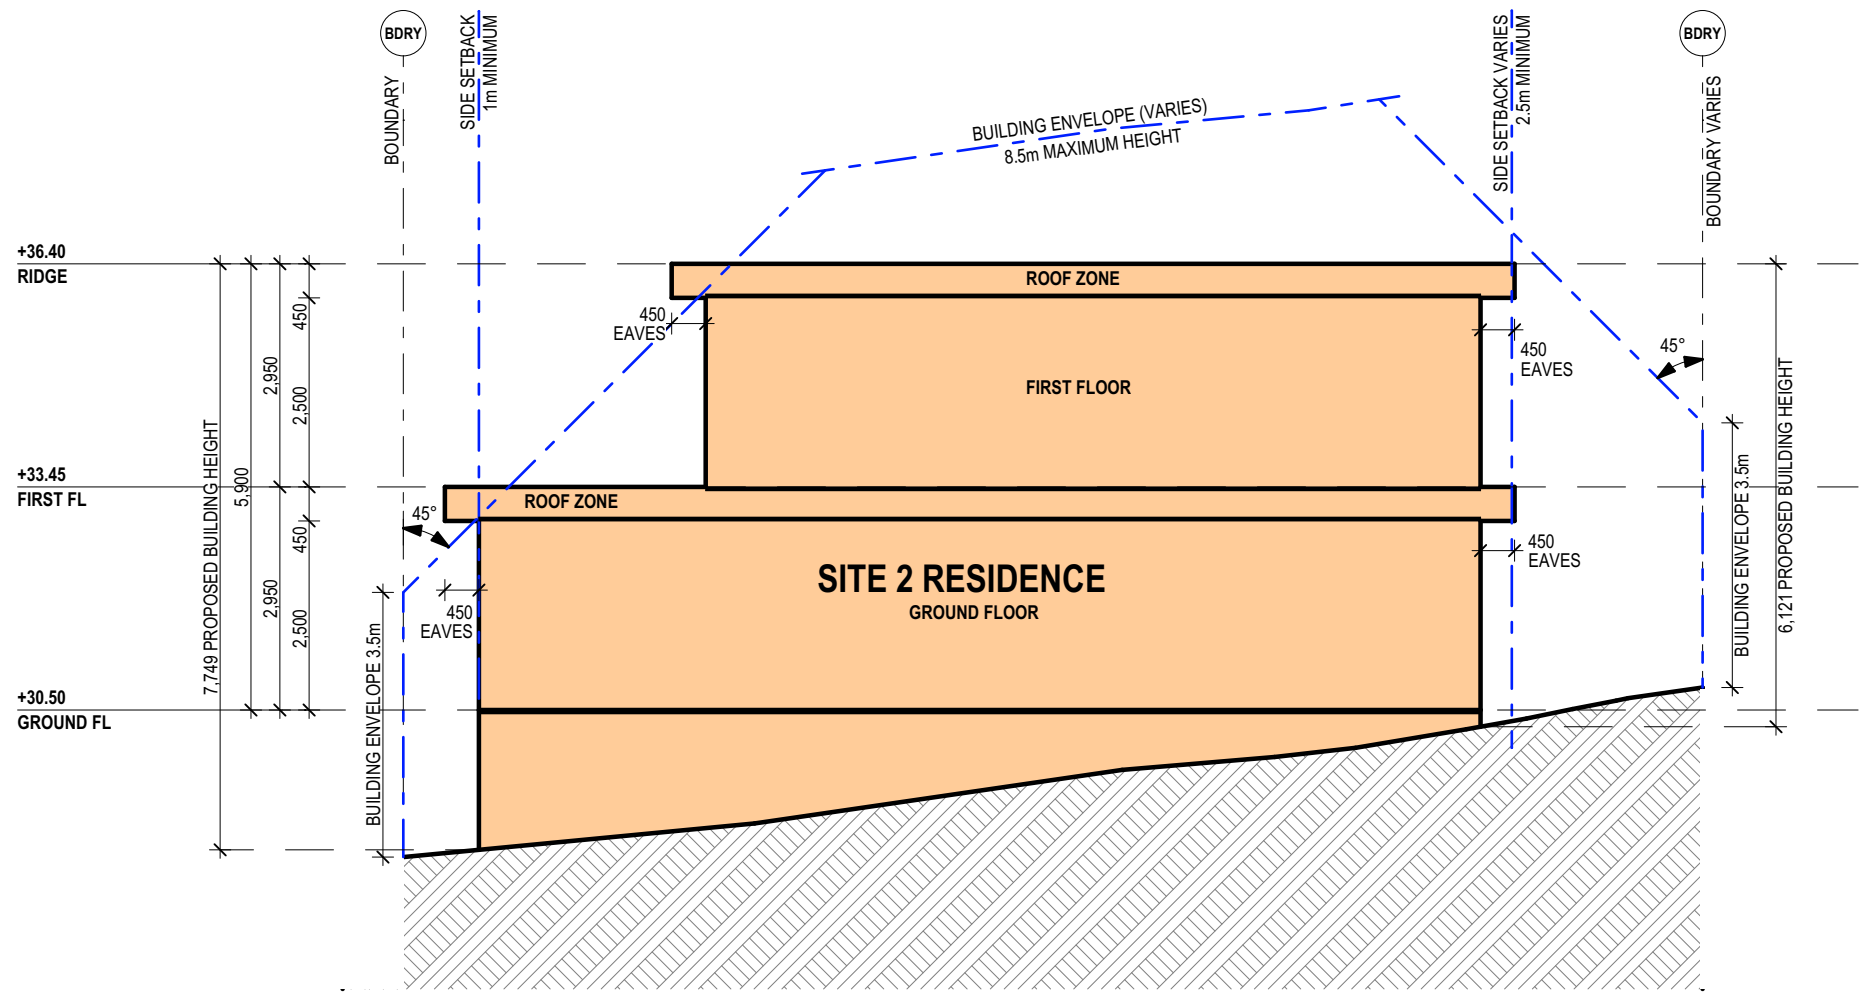 BDRY
BDRY
BOUNDARY
SIDE SETBACK
1m MINIMUM
SIDE SETBACK VARIES
2.5m MINIMUM
BOUNDARY VARIES
BUILDING ENVELOPE (VARIES)
8.5m MAXIMUM HEIGHT
+36.40
RIDGE
ROOF ZONE
450
450
EAVES
450
EAVES
45°
2,950
2,500
FIRST FLOOR
7,749 PROPOSED BUILDING HEIGHT
5,900
6,121 PROPOSED BUILDING HEIGHT
+33.45
FIRST FL
ROOF ZONE
45°
450
450
EAVES
BUILDING ENVELOPE 3.5m
SITE 2 RESIDENCE
GROUND FLOOR
2,950
2,500
450
EAVES
BUILDING ENVELOPE 3.5m
+30.50
GROUND FL